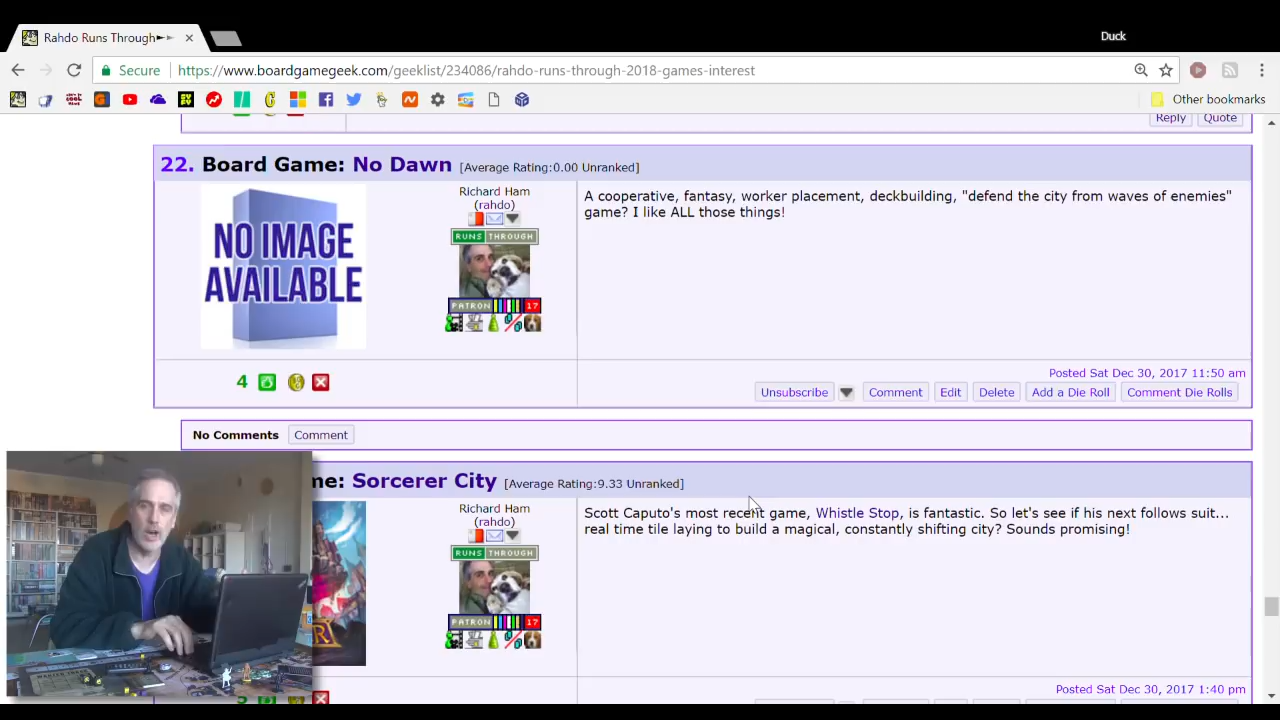 Rahdo Runs Through
Duck
Secure
https://www.boardgamegeek.com/geeklist/234086/rahdo-runs-through-2018-games-interest
Other bookmarks
Reply Quote
22. Board Game: No Dawn [Average Rating:0.00 Unranked]
NO IMAGE
AVAILABLE
Richard Ham
(rahdo)
RUNS THROUGH
PATRON 17
A cooperative, fantasy, worker placement, deckbuilding, "defend the city from waves of enemies"
game? I like ALL those things!
4
Posted Sat Dec 30, 2017 11:50 am
Unsubscribe Comment Edit Delete Add a Die Roll Comment Die Rolls
No Comments Comment
me: Sorcerer City [Average Rating:9.33 Unranked]
Richard Ham
(rahdo)
RUNS THROUGH
PATRON 17
Scott Caputo's most recent game, Whistle Stop, is fantastic. So let's see if his next follows suit...
real time tile laying to build a magical, constantly shifting city? Sounds promising!
Posted Sat Dec 30, 2017 1:40 pm